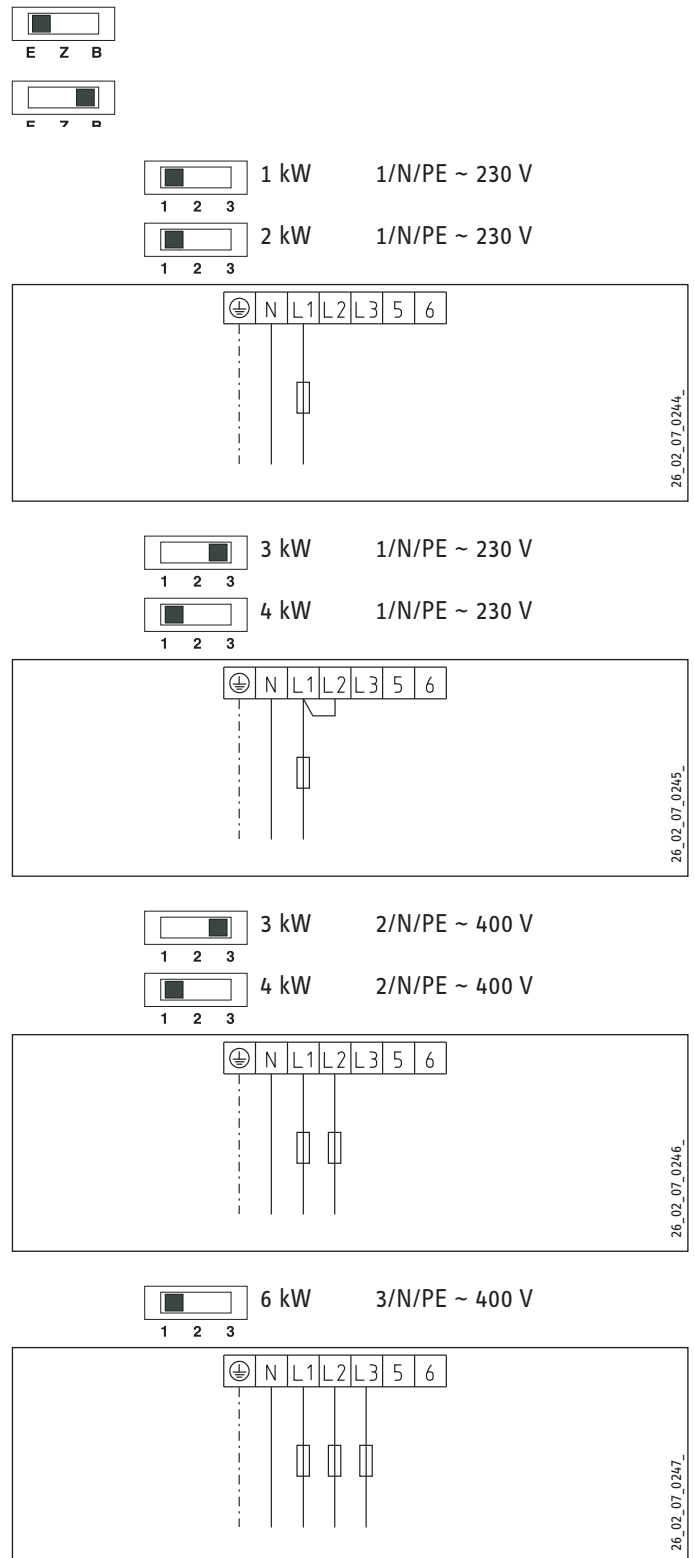 E Z B
E Z B
1 kW 1/N/PE ~ 230 V
1 2 3
2 kW 1/N/PE ~ 230 V
1 2 3
N L1 L2 L3 5 6
26_02_07_0244_
3 kW 1/N/PE ~ 230 V
1 2 3
4 kW 1/N/PE ~ 230 V
1 2 3
N L1 L2 L3 5 6
26_02_07_0245_
3 kW 2/N/PE ~ 400 V
1 2 3
4 kW 2/N/PE ~ 400 V
1 2 3
N L1 L2 L3 5 6
26_02_07_0246_
6 kW 3/N/PE ~ 400 V
1 2 3
N L1 L2 L3 5 6
26_02_07_0247_